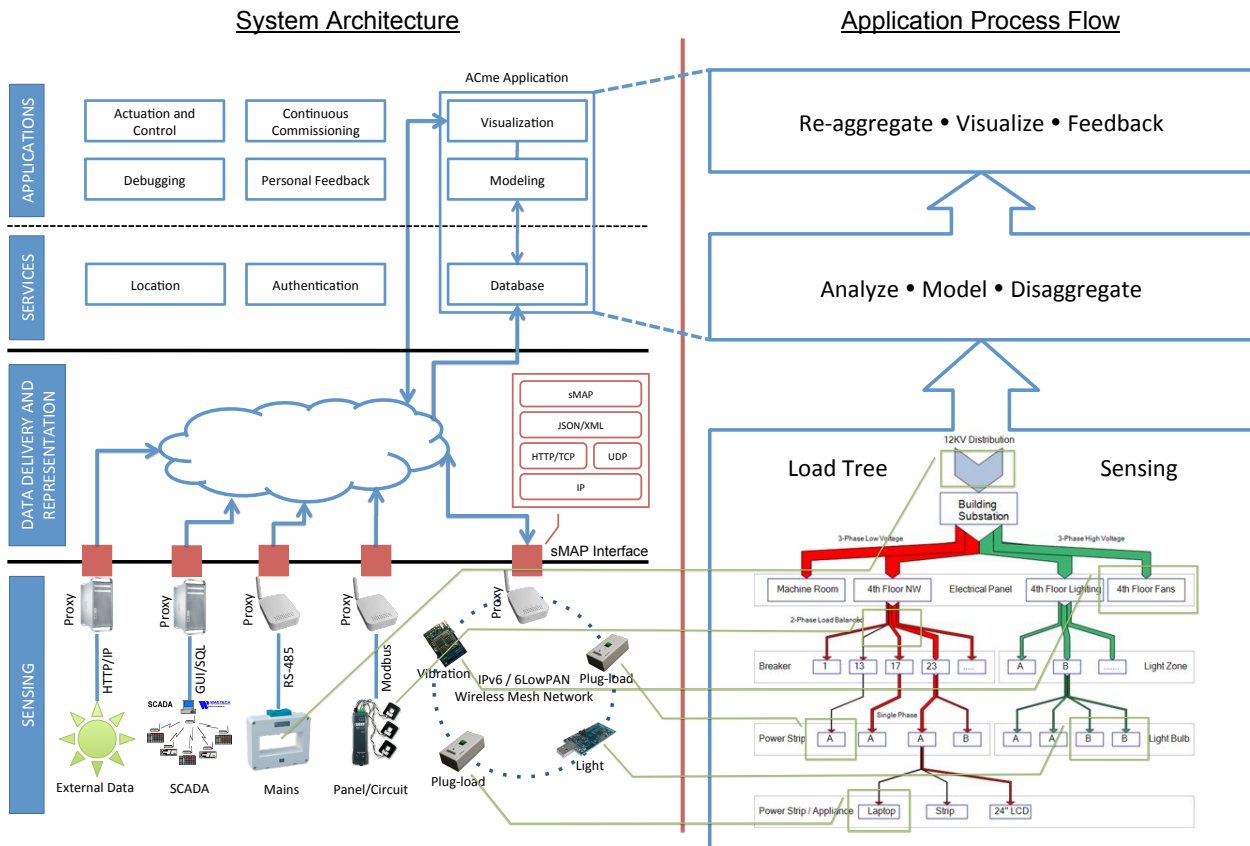 System Architecture
Application Process Flow
APPLICATIONS
ACme Application
Actuation and
Control
Continuous
Commissioning
Visualization
Debugging
Personal Feedback
Modeling
Re-aggregate • Visualize • Feedback
SERVICES
Location
Authentication
Database
Analyze • Model • Disaggregate
DATA DELIVERY AND
REPRESENTATION
sMAP
JSON/XML
HTTP/TCP
UDP
IP
sMAP Interface
SENSING
Proxy
Proxy
Proxy
Proxy
Proxy
HTTP/IP
GUI/SQL
RS-485
Modbus
Vibration
IPv6 / 6LowPAN
Wireless Mesh Network
Plug-load
SCADA
WASTECH
Plug-load
Light
External Data
SCADA
Mains
Panel/Circuit
12KV Distribution
Load Tree
Sensing
Building
Substation
3-Phase Low Voltage
3-Phase High Voltage
Machine Room
4th Floor NW
Electrical Panel
4th Floor Lighting
4th Floor Fans
2-Phase Load Balanced
Breaker
1
13
17
23
.....
A
B
.......
Light Zone
Single Phase
Power Strip
A
A
A
B
A
A
B
B
Light Bulb
Power Strip / Appliance
Laptop
Strip
24" LCD